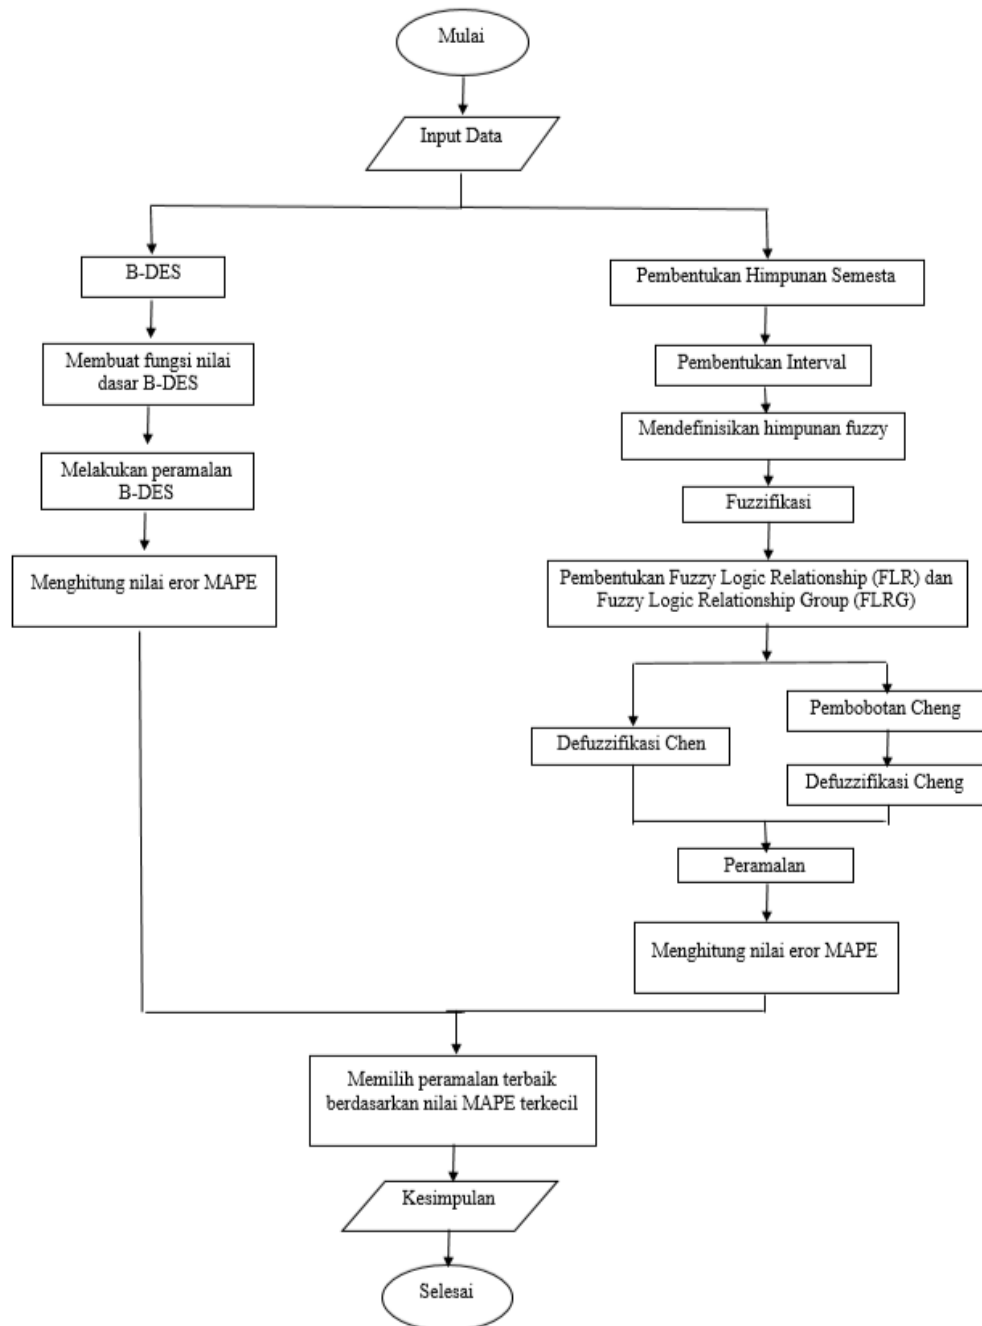 Mulai
Input Data
B-DES
Membuat fungsi nilai
dasar B-DES
Melakukan peramalan
B-DES
Menghitung nilai eror MAPE
Pembentukan Himpunan Semesta
Pembentukan Interval
Mendefinisikan himpunan fuzzy
Fuzzifikasi
Pembentukan Fuzzy Logic Relationship (FLR) dan
Fuzzy Logic Relationship Group (FLRG)
Defuzzifikasi Chen
Pembobotan Cheng
Defuzzifikasi Cheng
Peramalan
Menghitung nilai eror MAPE
Memilih peramalan terbaik
berdasarkan nilai MAPE terkecil
Kesimpulan
Selesai